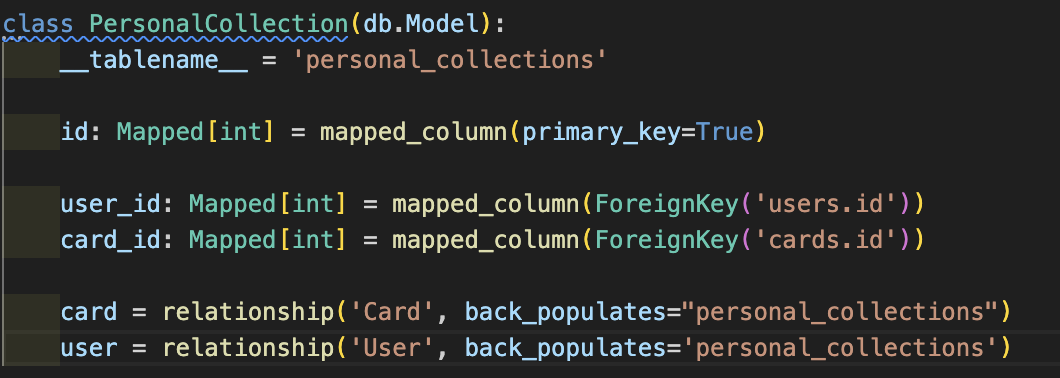 class PersonalCollection(db.Model):
    __tablename__ = 'personal_collections'
    id: Mapped[int] = mapped_column(primary_key=True)
    user_id: Mapped[int] = mapped_column(ForeignKey('users.id'))
    card_id: Mapped[int] = mapped_column(ForeignKey('cards.id'))
    card = relationship('Card', back_populates="personal_collections")
    user = relationship('User', back_populates='personal_collections')